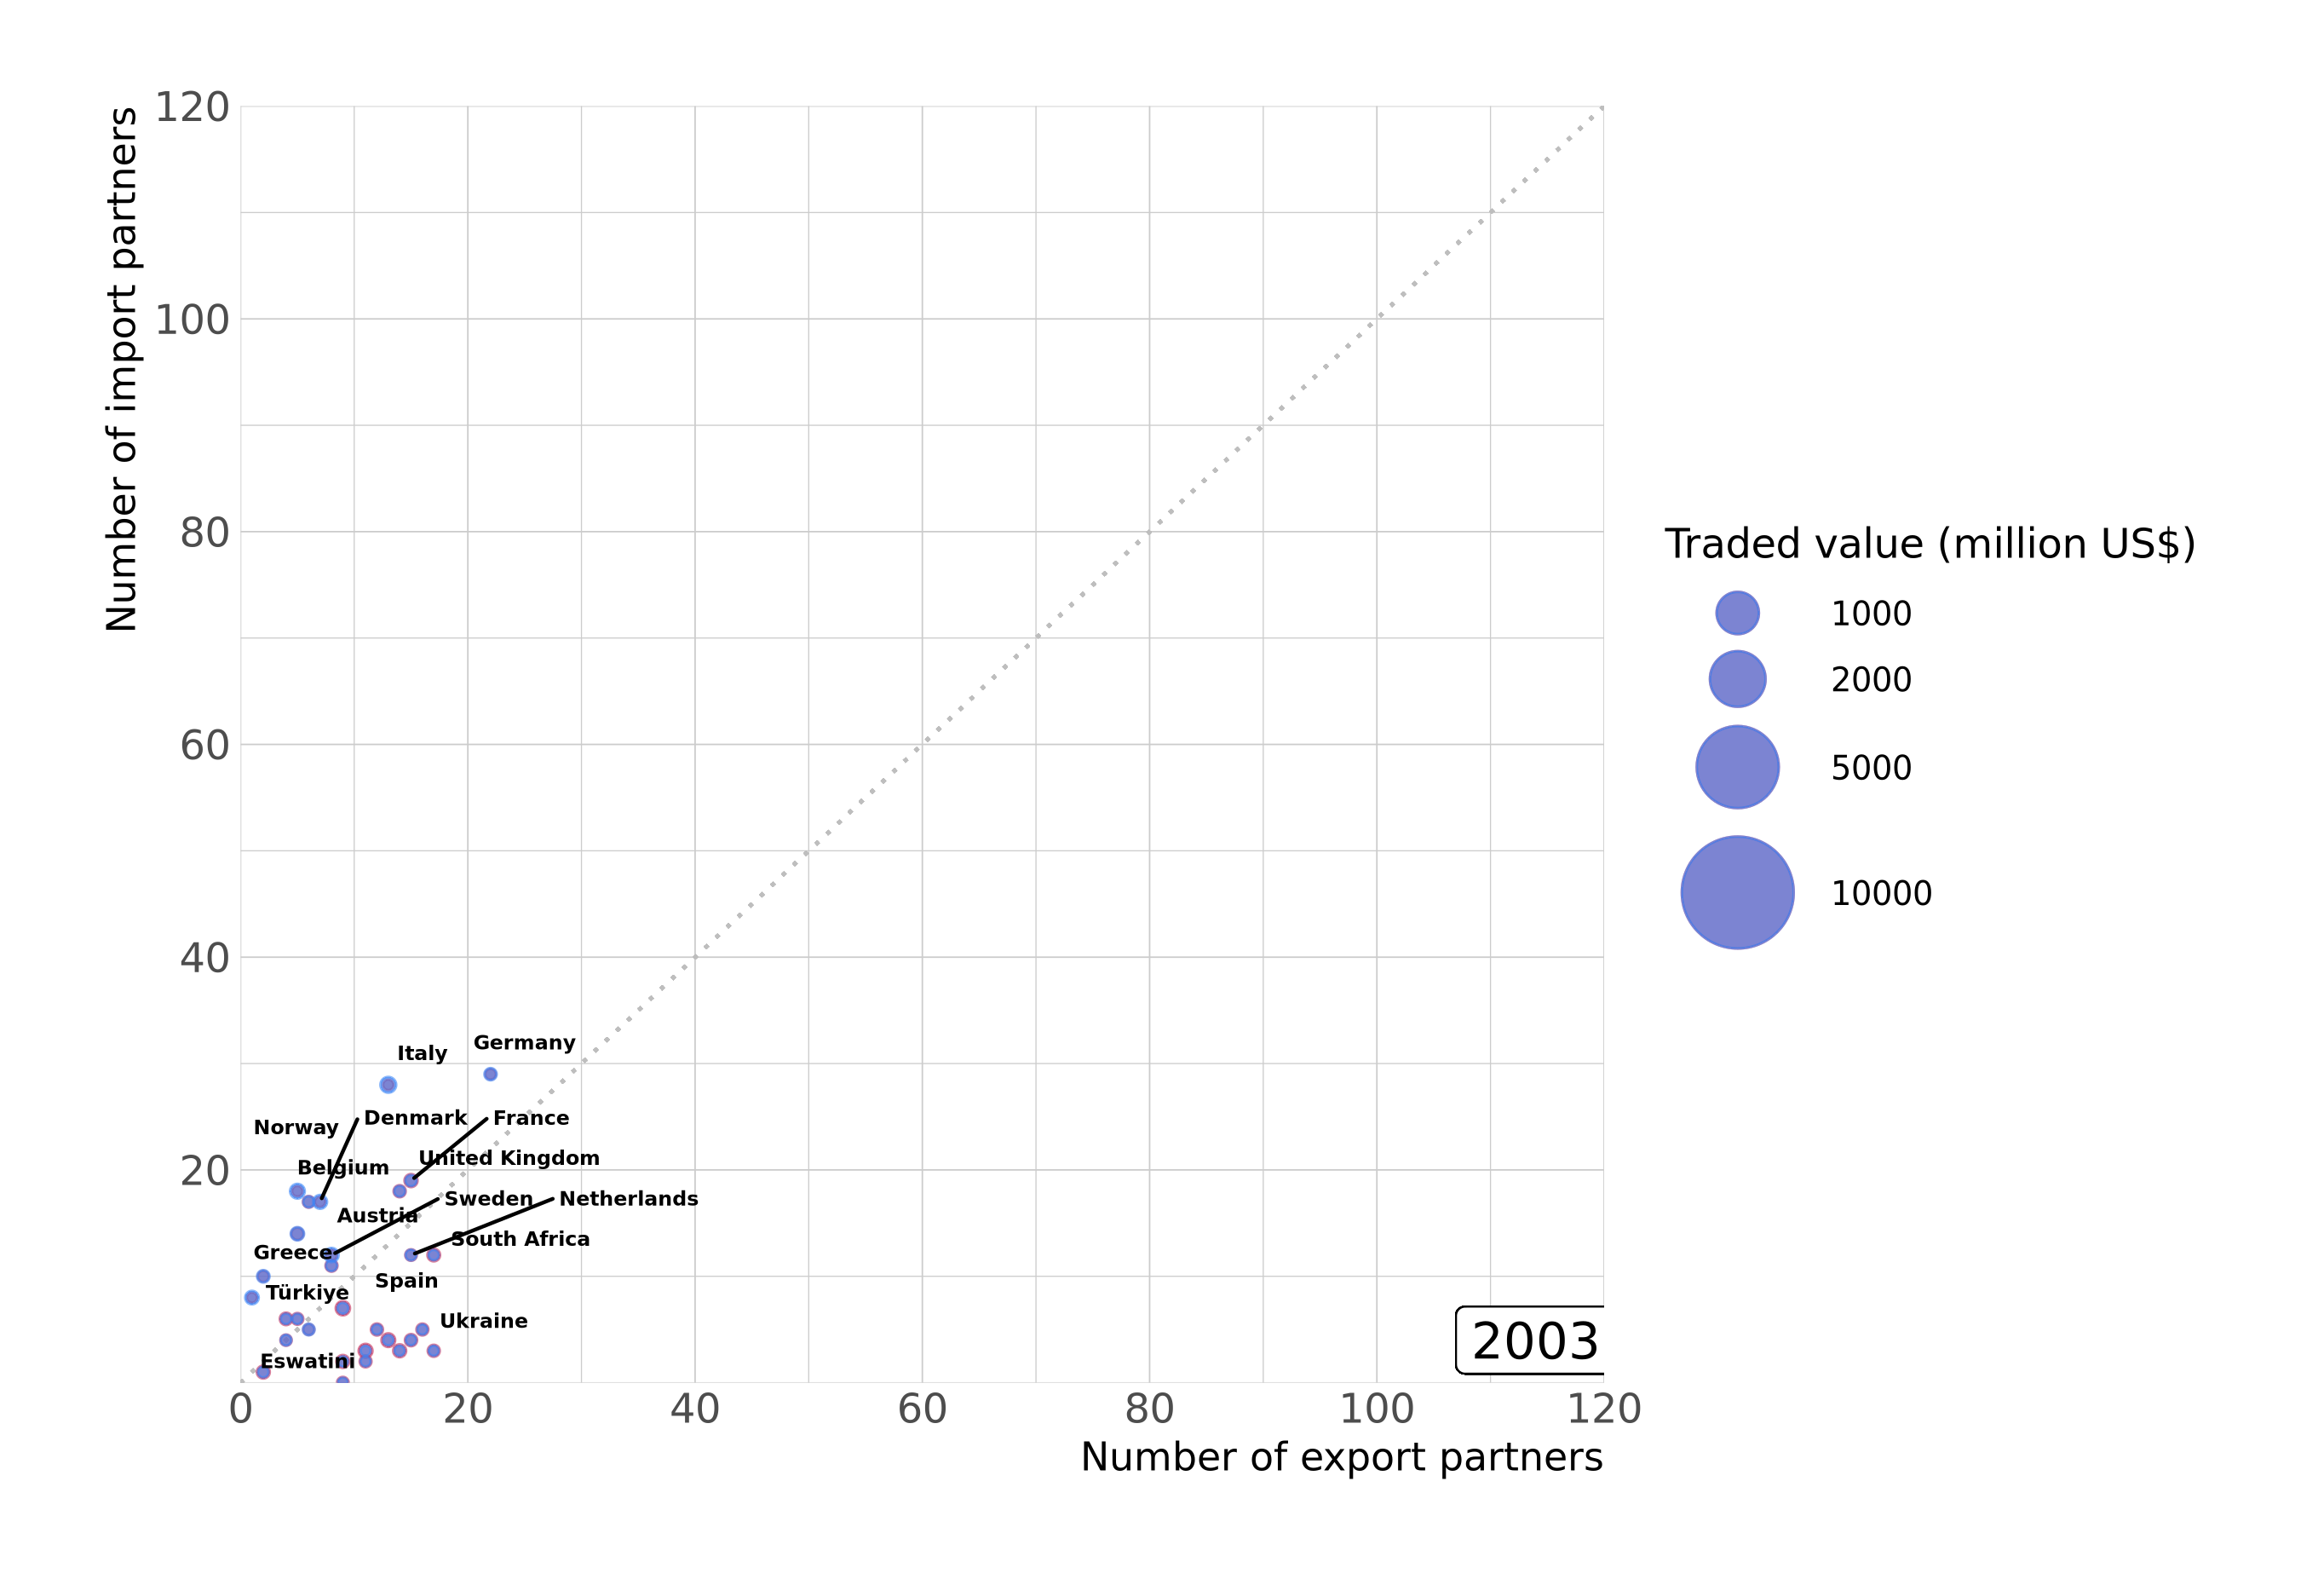 Number of import partners
120
100
80
60
40
20
Italy
Germany
Norway
Denmark
France
Belgium
United Kingdom
Austria
Sweden
Netherlands
Greece
South Africa
Türkiye
Spain
Ukraine
Eswatini
2003
0
20
40
60
80
100
120
Number of export partners
Traded value (million US$)
1000
2000
5000
10000